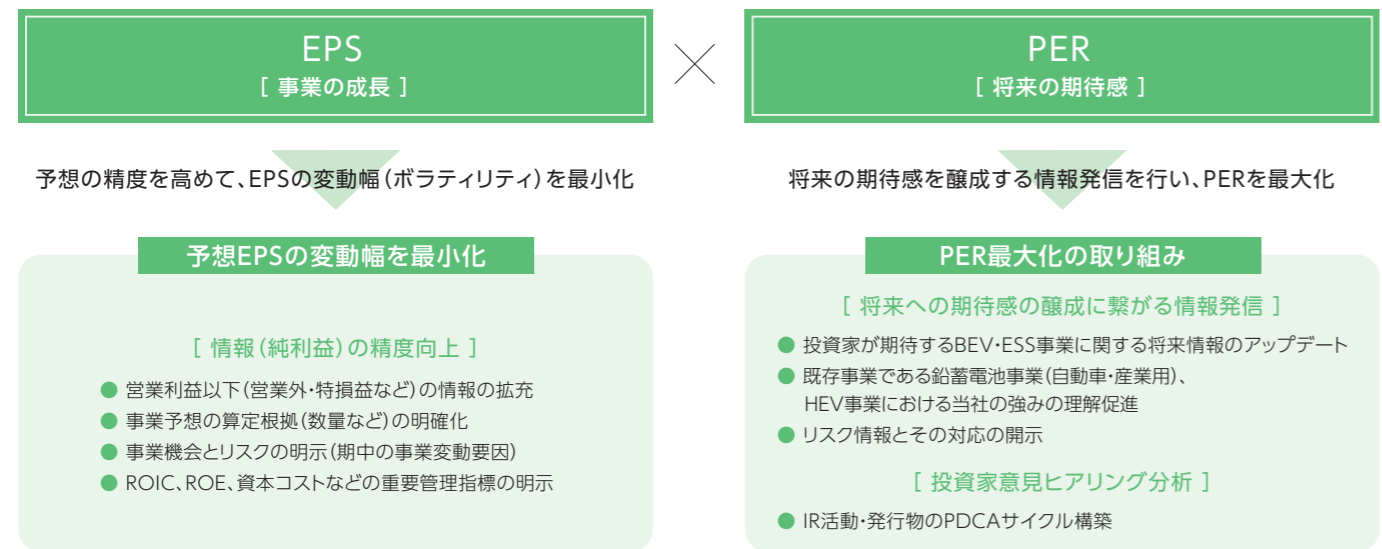 EPS
[ 事業の成長 ]
×
PER
[ 将来の期待感 ]
予想の精度を高めて、EPSの変動幅（ボラティリティ）を最小化
予想EPSの変動幅を最小化
[ 情報（純利益）の精度向上 ]
● 営業利益以下（営業外・特損益など）の情報の拡充
● 事業予想の算定根拠（数量など）の明確化
● 事業機会とリスクの明示（期中の事業変動要因）
● ROIC、ROE、資本コストなどの重要管理指標の明示
将来の期待感を醸成する情報発信を行い、PERを最大化
PER最大化の取り組み
[ 将来への期待感の醸成に繋がる情報発信 ]
● 投資家が期待するBEV・ESS事業に関する将来情報のアップデート
● 既存事業である鉛蓄電池事業（自動車・産業用）、
HEV事業における当社の強みの理解促進
● リスク情報とその対応の開示
[ 投資家意見ヒアリング分析 ]
● IR活動・発行物のPDCAサイクル構築